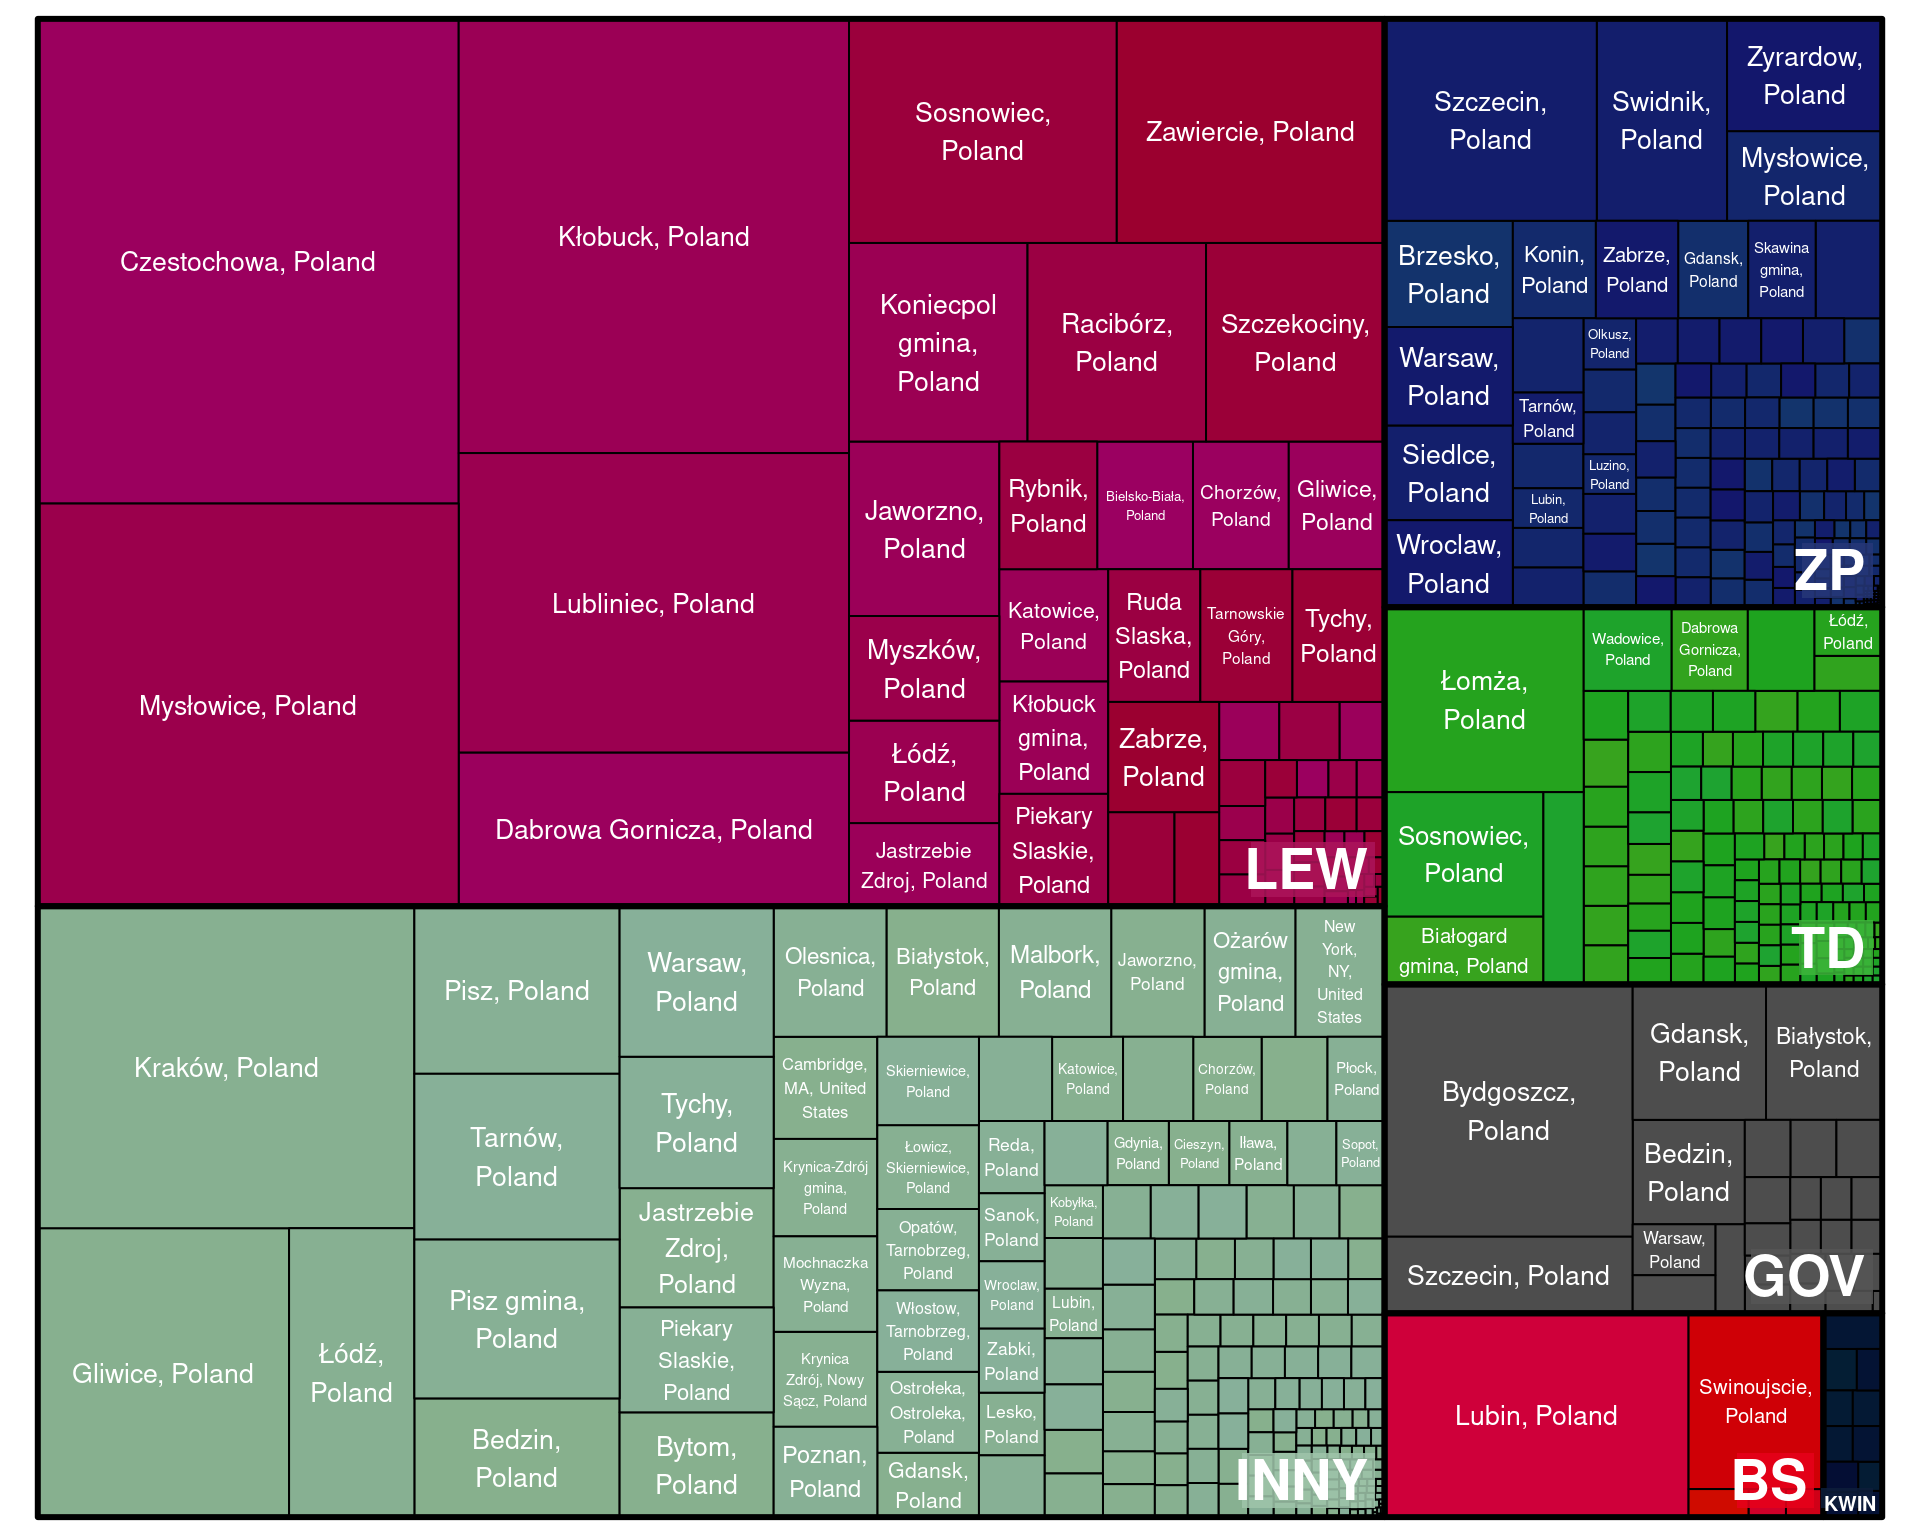 Czestochowa, Poland
Mysłowice, Poland
Kłobuck, Poland
Lubliniec, Poland
Dabrowa Gornicza, Poland
Sosnowiec,
Poland
Zawiercie, Poland
Koniecpol
gmina,
Poland
Racibórz,
Poland
Szczekociny,
Poland
Jaworzno,
Poland
Myszków,
Poland
Łódź,
Poland
Jastrzebie
Zdroj, Poland
Rybnik,
Poland
Bielsko-Biała,
Poland
Chorzów,
Poland
Gliwice,
Poland
Katowice,
Poland
Kłobuck
gmina,
Poland
Piekary
Slaskie,
Poland
Ruda
Slaska,
Poland
Tarnowskie
Góry,
Poland
Tychy,
Poland
Zabrze,
Poland
LEW
Kraków, Poland
Gliwice, Poland
Łódź,
Poland
Pisz, Poland
Tarnów,
Poland
Pisz gmina,
Poland
Bedzin,
Poland
Warsaw,
Poland
Tychy,
Poland
Jastrzebie
Zdroj,
Poland
Piekary
Slaskie,
Poland
Bytom,
Poland
Olesnica,
Poland
Białystok,
Poland
Malbork,
Poland
Jaworzno,
Poland
Ożarów
gmina,
Poland
New
York,
NY,
United
States
Cambridge,
MA, United
States
Krynica-Zdrój
gmina,
Poland
Mochnaczka
Wyzna,
Poland
Krynica
Zdrój, Nowy
Sącz, Poland
Poznan,
Poland
Skierniewice,
Poland
Łowicz,
Skierniewice,
Poland
Opatów,
Tarnobrzeg,
Poland
Włostow,
Tarnobrzeg,
Poland
Ostrołeka,
Ostroleka,
Poland
Gdansk,
Poland
Katowice,
Poland
Chorzów,
Poland
Płock,
Poland
Reda,
Poland
Sanok,
Poland
Wroclaw,
Poland
Zabki,
Poland
Lesko,
Poland
Gdynia,
Poland
Cieszyn,
Poland
Iława,
Poland
Sopot,
Poland
Kobyłka,
Poland
Lubin,
Poland
INNY
Szczecin,
Poland
Swidnik,
Poland
Zyrardow,
Poland
Mysłowice,
Poland
Brzesko,
Poland
Warsaw,
Poland
Siedlce,
Poland
Wroclaw,
Poland
Konin,
Poland
Zabrze,
Poland
Gdansk,
Poland
Skawina
gmina,
Poland
Tarnów,
Poland
Lubin,
Poland
Olkusz,
Poland
Luzino,
Poland
ZP
Łomża,
Poland
Sosnowiec,
Poland
Białogard
gmina, Poland
Wadowice,
Poland
Dabrowa
Gornicza,
Poland
Łódź,
Poland
TD
Bydgoszcz,
Poland
Szczecin, Poland
Gdansk,
Poland
Białystok,
Poland
Bedzin,
Poland
Warsaw,
Poland
GOV
Lubin, Poland
Swinoujscie,
Poland
BS
KWIN